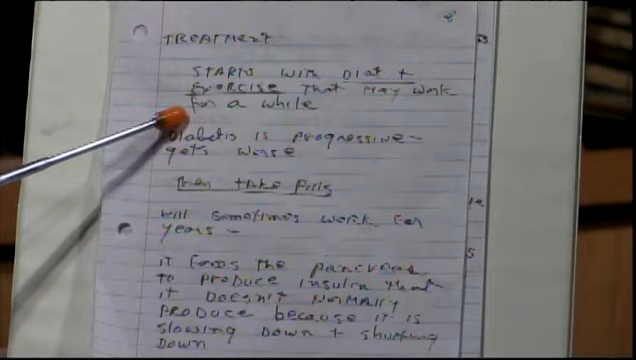 TREATMENT
STARTS with Diet +
EXORCISE That MAY Work
for a while
Diabetis is progressive -
gets worse
then take pills
will sometimes work for
years -
it Forces the pancreas
to produce insulin that
it Doesn't NORMALLY
PRODUCE because it is
slowing Down + shutting
Down